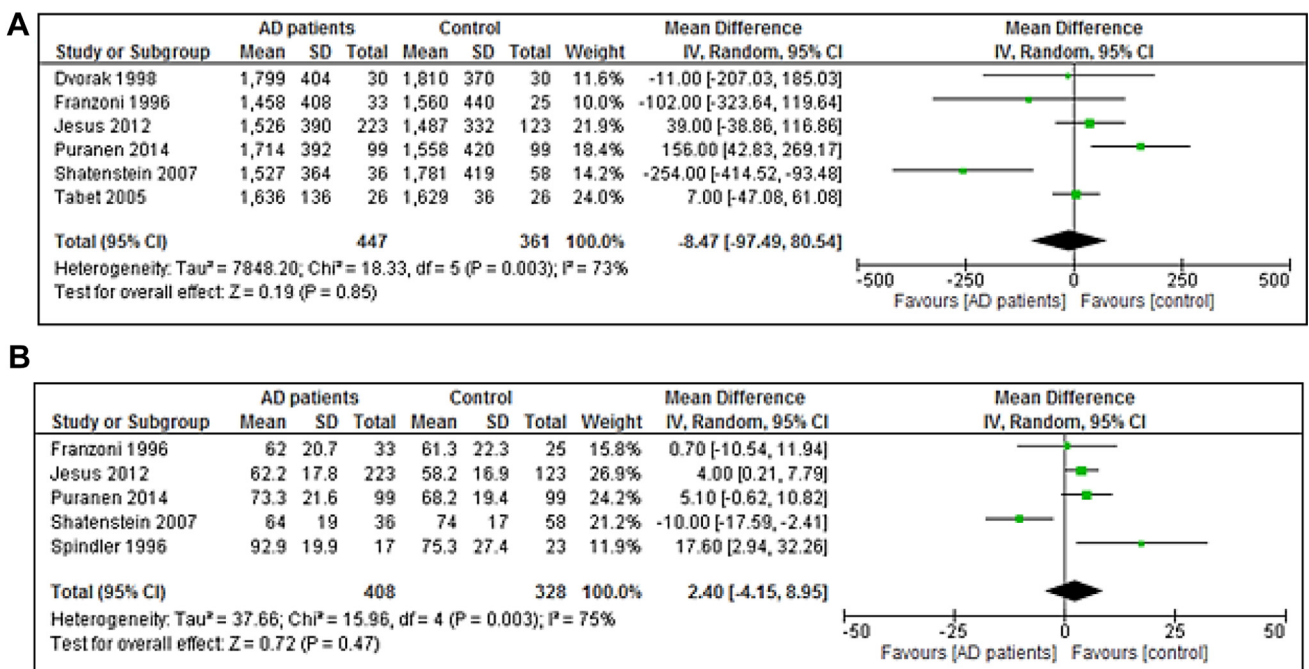 A
AD patients Control Mean Difference Mean Difference
Study or Subgroup Mean SD Total Mean SD Total Weight IV, Random, 95% CI IV, Random, 95% CI
Dvorak 1998 1,799 404 30 1,810 370 30 11.6% -11.00 [-207.03, 185.03]
Franzoni 1996 1,458 408 33 1,560 440 25 10.0% -102.00 [-323.64, 119.64]
Jesus 2012 1,526 390 223 1,487 332 123 21.9% 39.00 [-38.86, 116.86]
Puranen 2014 1,714 392 99 1,558 420 99 18.4% 156.00 [42.83, 269.17]
Shatenstein 2007 1,527 364 36 1,781 419 58 14.2% -254.00 [-414.52, -93.48]
Tabet 2005 1,636 136 26 1,629 36 26 24.0% 7.00 [-47.08, 61.08]
Total (95% CI) 447 361 100.0% -8.47 [-97.49, 80.54]
Heterogeneity: Tau² = 7848.20; Chi² = 18.33, df = 5 (P = 0.003); I² = 73%
Test for overall effect: Z = 0.19 (P = 0.85)
-500 -250 0 250 500
Favours [AD patients] Favours [control]
B
AD patients Control Mean Difference Mean Difference
Study or Subgroup Mean SD Total Mean SD Total Weight IV, Random, 95% CI IV, Random, 95% CI
Franzoni 1996 62 20.7 33 61.3 22.3 25 15.8% 0.70 [-10.54, 11.94]
Jesus 2012 62.2 17.8 223 58.2 16.9 123 26.9% 4.00 [0.21, 7.79]
Puranen 2014 73.3 21.6 99 68.2 19.4 99 24.2% 5.10 [-0.62, 10.82]
Shatenstein 2007 64 19 36 74 17 58 21.2% -10.00 [-17.59, -2.41]
Spindler 1996 92.9 19.9 17 75.3 27.4 23 11.9% 17.60 [2.94, 32.26]
Total (95% CI) 408 328 100.0% 2.40 [-4.15, 8.95]
Heterogeneity: Tau² = 37.66; Chi² = 15.96, df = 4 (P = 0.003); I² = 75%
Test for overall effect: Z = 0.72 (P = 0.47)
-50 -25 0 25 50
Favours [AD patients] Favours [control]